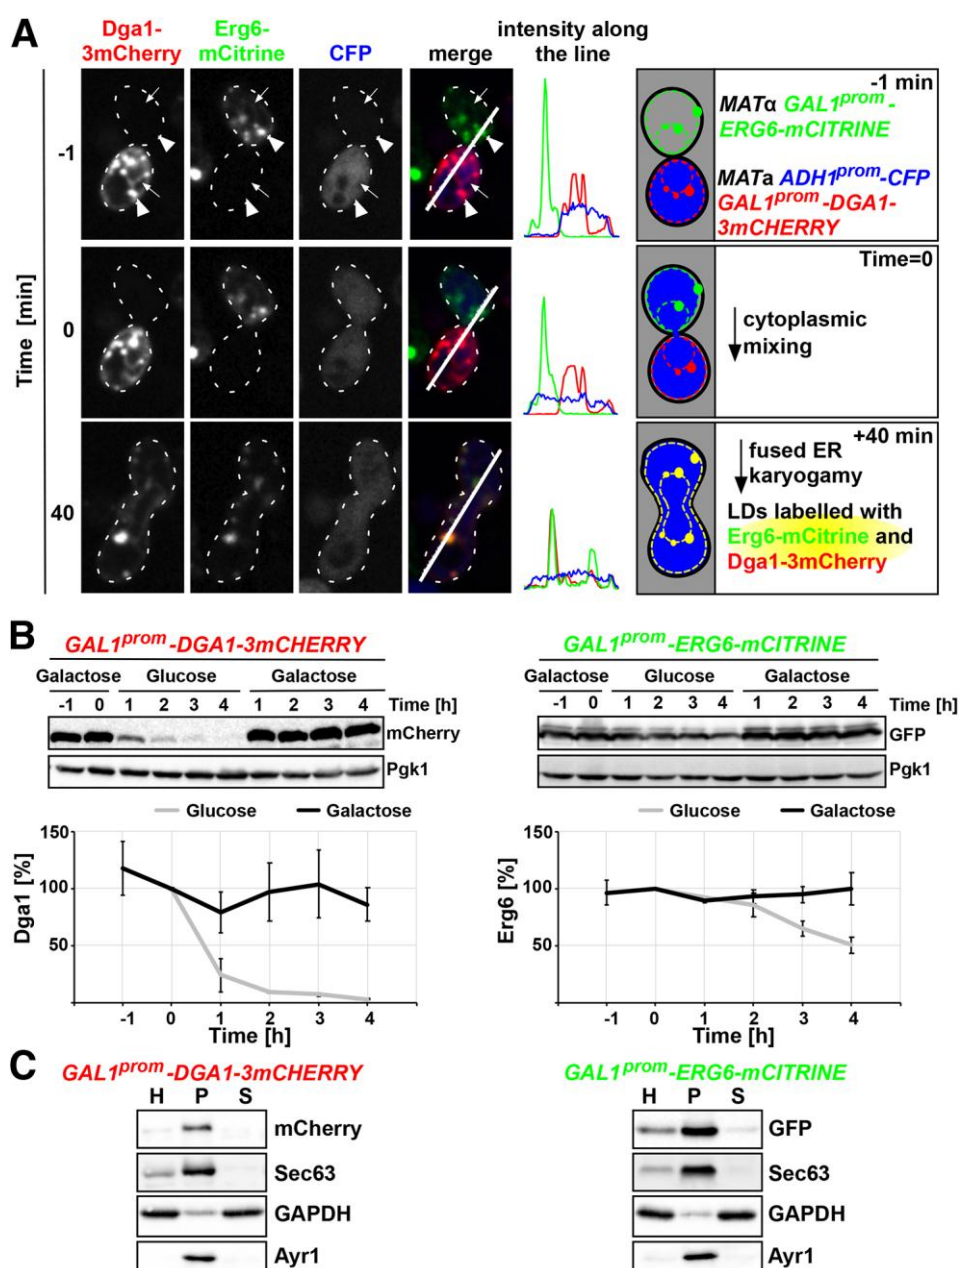 A
Dga1-
3mCherry
Erg6-
mCitrine
CFP
merge
intensity along
the line
Time [min]
-1
0
40
-1 min
MATα GAL1prom-
ERG6-mCITRINE
MATa ADH1prom-CFP
GAL1prom-DGA1-
3mCHERRY
Time=0
cytoplasmic
mixing
+40 min
fused ER
karyogamy
LDs labelled with
Erg6-mCitrine and
Dga1-3mCherry
B
GAL1prom-DGA1-3mCHERRY
Galactose Glucose Galactose
-1 0 1 2 3 4 1 2 3 4 Time [h]
mCherry
Pgk1
Glucose Galactose
Dga1 [%]
150
100
50
-1 0 1 2 3 4
Time [h]
GAL1prom-ERG6-mCITRINE
Galactose Glucose Galactose
-1 0 1 2 3 4 1 2 3 4 Time [h]
GFP
Pgk1
Glucose Galactose
Erg6 [%]
150
100
50
-1 0 1 2 3 4
Time [h]
C
GAL1prom-DGA1-3mCHERRY
H P S
mCherry
Sec63
GAPDH
Ayr1
GAL1prom-ERG6-mCITRINE
H P S
GFP
Sec63
GAPDH
Ayr1